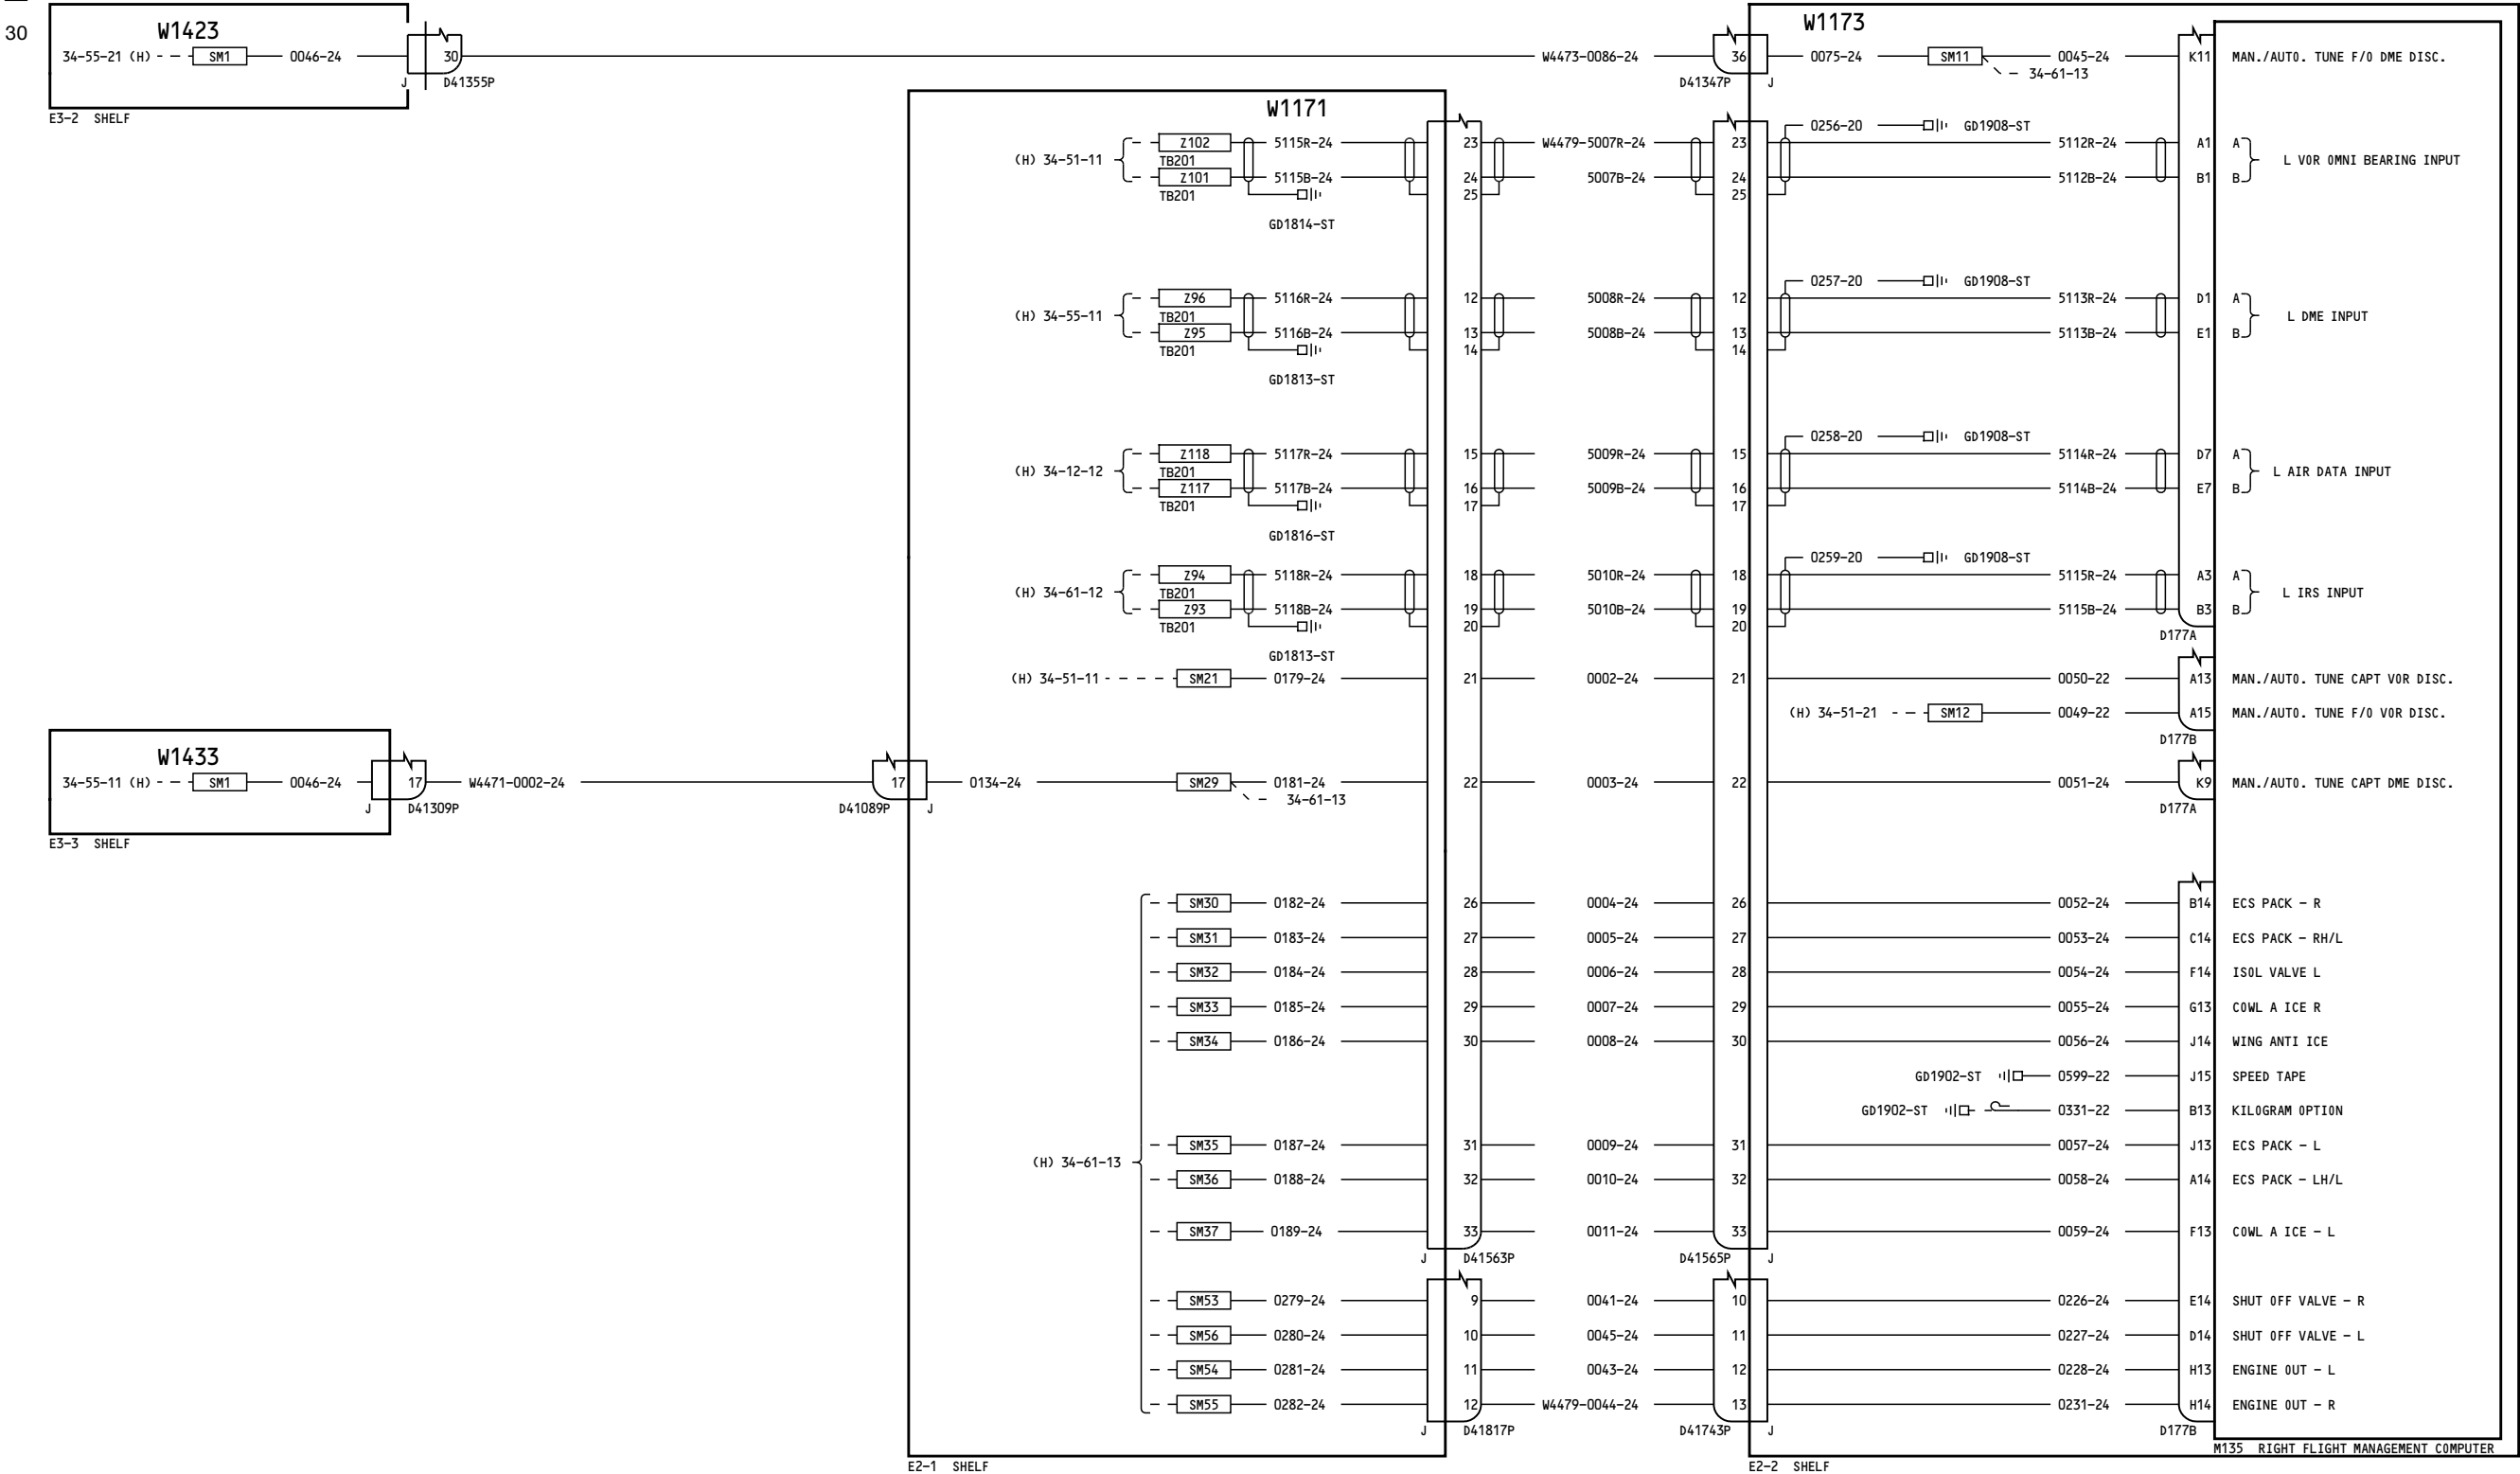 30
W1423
34-55-21 (H) SM1 0046-24 30 W4473-0086-24 36 0075-24 SM11 0045-24 K11 MAN./AUTO. TUNE F/O DME DISC.
J D41355P D41347P J 34-61-13
E3-2 SHELF
W1173
W1171
0256-20 GD1908-ST
Z102 5115R-24 23 W4479-5007R-24 23 5112R-24 A1 A
(H) 34-51-11 TB201 L VOR OMNI BEARING INPUT
Z101 5115B-24 24 5007B-24 24 5112B-24 B1 B
TB201 25 25
GD1814-ST
0257-20 GD1908-ST
Z96 5116R-24 12 5008R-24 12 5113R-24 D1 A
(H) 34-55-11 TB201 L DME INPUT
Z95 5116B-24 13 5008B-24 13 5113B-24 E1 B
TB201 14 14
GD1813-ST
0258-20 GD1908-ST
Z118 5117R-24 15 5009R-24 15 5114R-24 D7 A
(H) 34-12-12 TB201 L AIR DATA INPUT
Z117 5117B-24 16 5009B-24 16 5114B-24 E7 B
TB201 17 17
GD1816-ST
0259-20 GD1908-ST
Z94 5118R-24 18 5010R-24 18 5115R-24 A3 A
(H) 34-61-12 TB201 L IRS INPUT
Z93 5118B-24 19 5010B-24 19 5115B-24 B3 B
TB201 20 20
D177A
GD1813-ST
(H) 34-51-11 SM21 0179-24 21 0002-24 21 0050-22 A13 MAN./AUTO. TUNE CAPT VOR DISC.
(H) 34-51-21 SM12 0049-22 A15 MAN./AUTO. TUNE F/O VOR DISC.
D177B
W1433
34-55-11 (H) SM1 0046-24 17 W4471-0002-24 17 0134-24 SM29 0181-24 22 0003-24 22 0051-24 K9 MAN./AUTO. TUNE CAPT DME DISC.
J D41309P D41089P J 34-61-13 D177A
E3-3 SHELF
SM30 0182-24 26 0004-24 26 0052-24 B14 ECS PACK - R
SM31 0183-24 27 0005-24 27 0053-24 C14 ECS PACK - RH/L
SM32 0184-24 28 0006-24 28 0054-24 F14 ISOL VALVE L
SM33 0185-24 29 0007-24 29 0055-24 G13 COWL A ICE R
SM34 0186-24 30 0008-24 30 0056-24 J14 WING ANTI ICE
GD1902-ST 0599-22 J15 SPEED TAPE
GD1902-ST 0331-22 B13 KILOGRAM OPTION
SM35 0187-24 31 0009-24 31 0057-24 J13 ECS PACK - L
(H) 34-61-13
SM36 0188-24 32 0010-24 32 0058-24 A14 ECS PACK - LH/L
SM37 0189-24 33 0011-24 33 0059-24 F13 COWL A ICE - L
J D41563P D41565P J
SM53 0279-24 9 0041-24 10 0226-24 E14 SHUT OFF VALVE - R
SM56 0280-24 10 0045-24 11 0227-24 D14 SHUT OFF VALVE - L
SM54 0281-24 11 0043-24 12 0228-24 H13 ENGINE OUT - L
SM55 0282-24 12 W4479-0044-24 13 0231-24 H14 ENGINE OUT - R
J D41817P D41743P J D177B
M135 RIGHT FLIGHT MANAGEMENT COMPUTER
E2-1 SHELF E2-2 SHELF